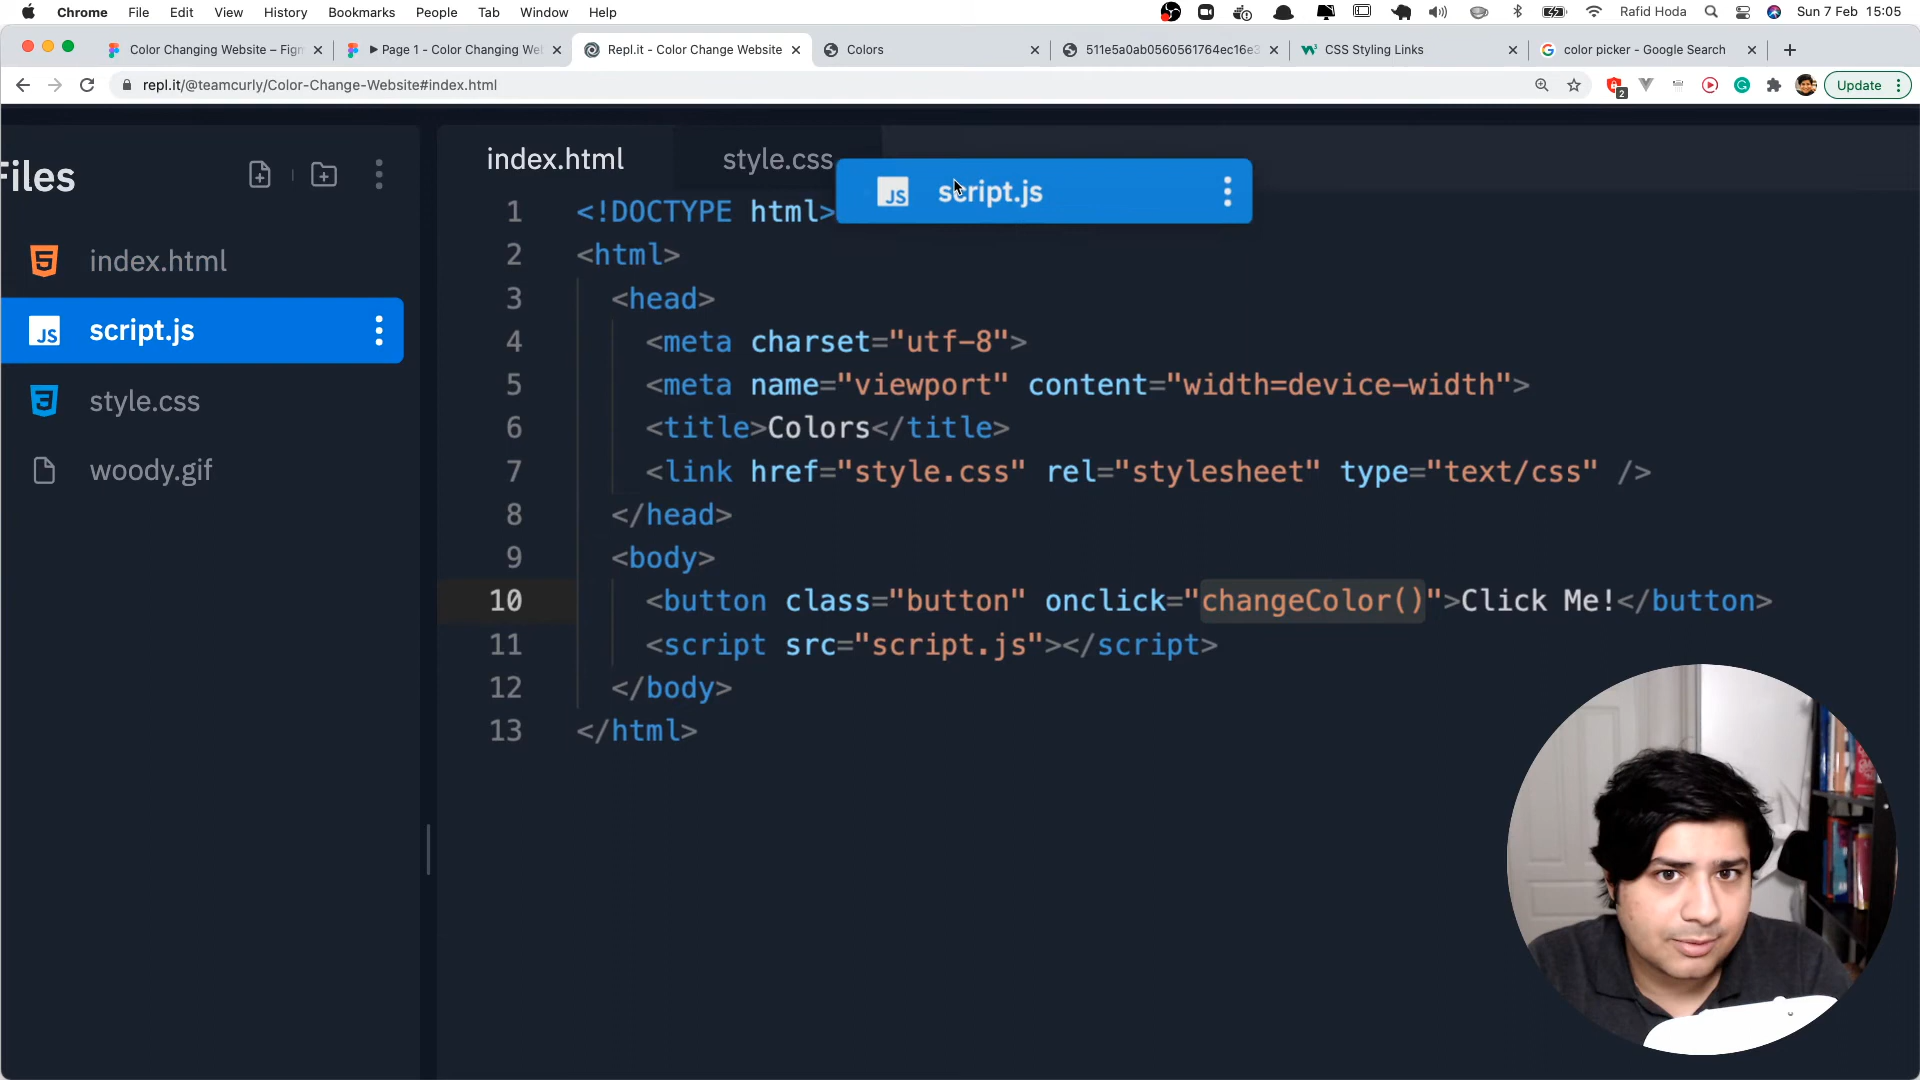 Chrome File Edit View History Bookmarks People Tab Window Help Rafid Hoda Sun 7 Feb 15:05
Color Changing Website – Figm Page 1 - Color Changing Web Repl.it - Color Change Website Colors 511e5a0ab0560561764ec16e3 CSS Styling Links color picker - Google Search
repl.it/@teamcurly/Color-Change-Website#index.html 2 Update
Files
index.html
JS script.js
style.css
woody.gif
index.html style.css
JS script.js
1 <!DOCTYPE html>
2 <html>
3 <head>
4 <meta charset="utf-8">
5 <meta name="viewport" content="width=device-width">
6 <title>Colors</title>
7 <link href="style.css" rel="stylesheet" type="text/css" />
8 </head>
9 <body>
10 <button class="button" onclick="changeColor()">Click Me!</button>
11 <script src="script.js"></script>
12 </body>
13 </html>